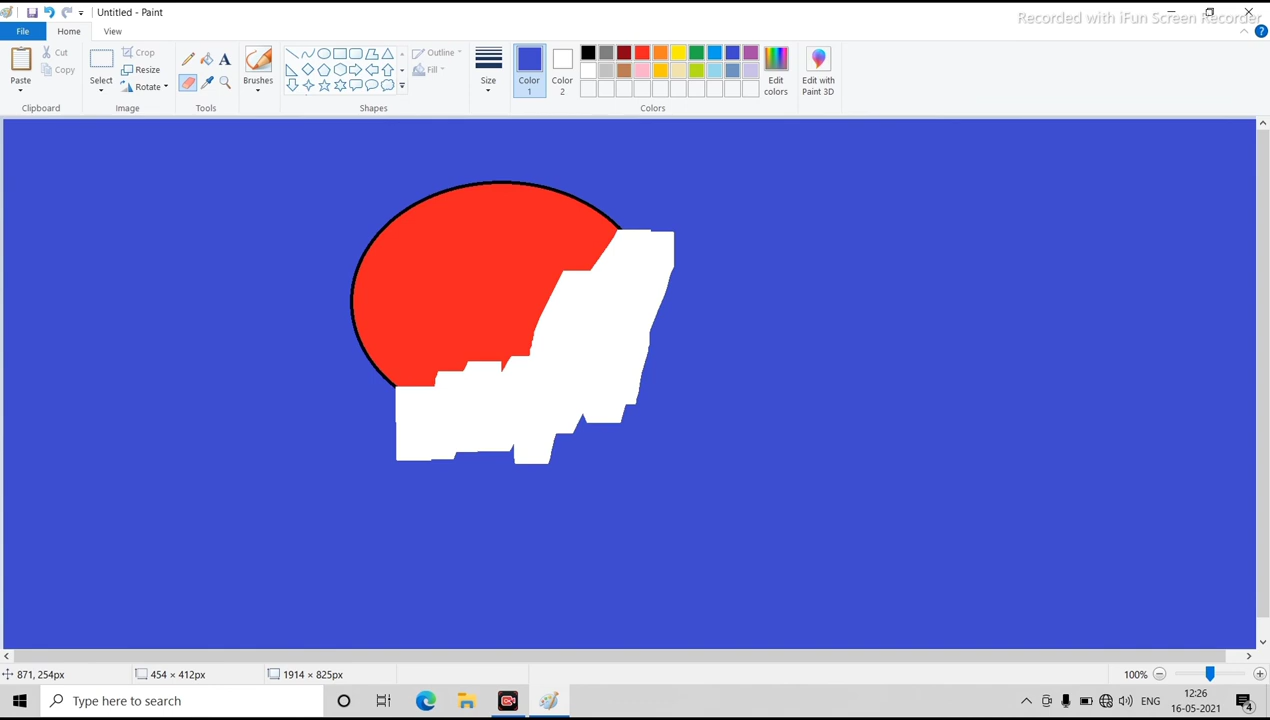 Untitled - Paint
Recorded with iFun Screen Recorder
File Home View
Paste
Cut
Copy
Clipboard
Select
Crop
Resize
Rotate
Image
Tools
Brushes
Shapes
Outline
Fill
Size
Color 1
Color 2
Colors
Edit colors
Edit with Paint 3D
871, 254px 454 × 412px 1914 × 825px 100%
Type here to search
ENG
12:26
16-05-2021
4